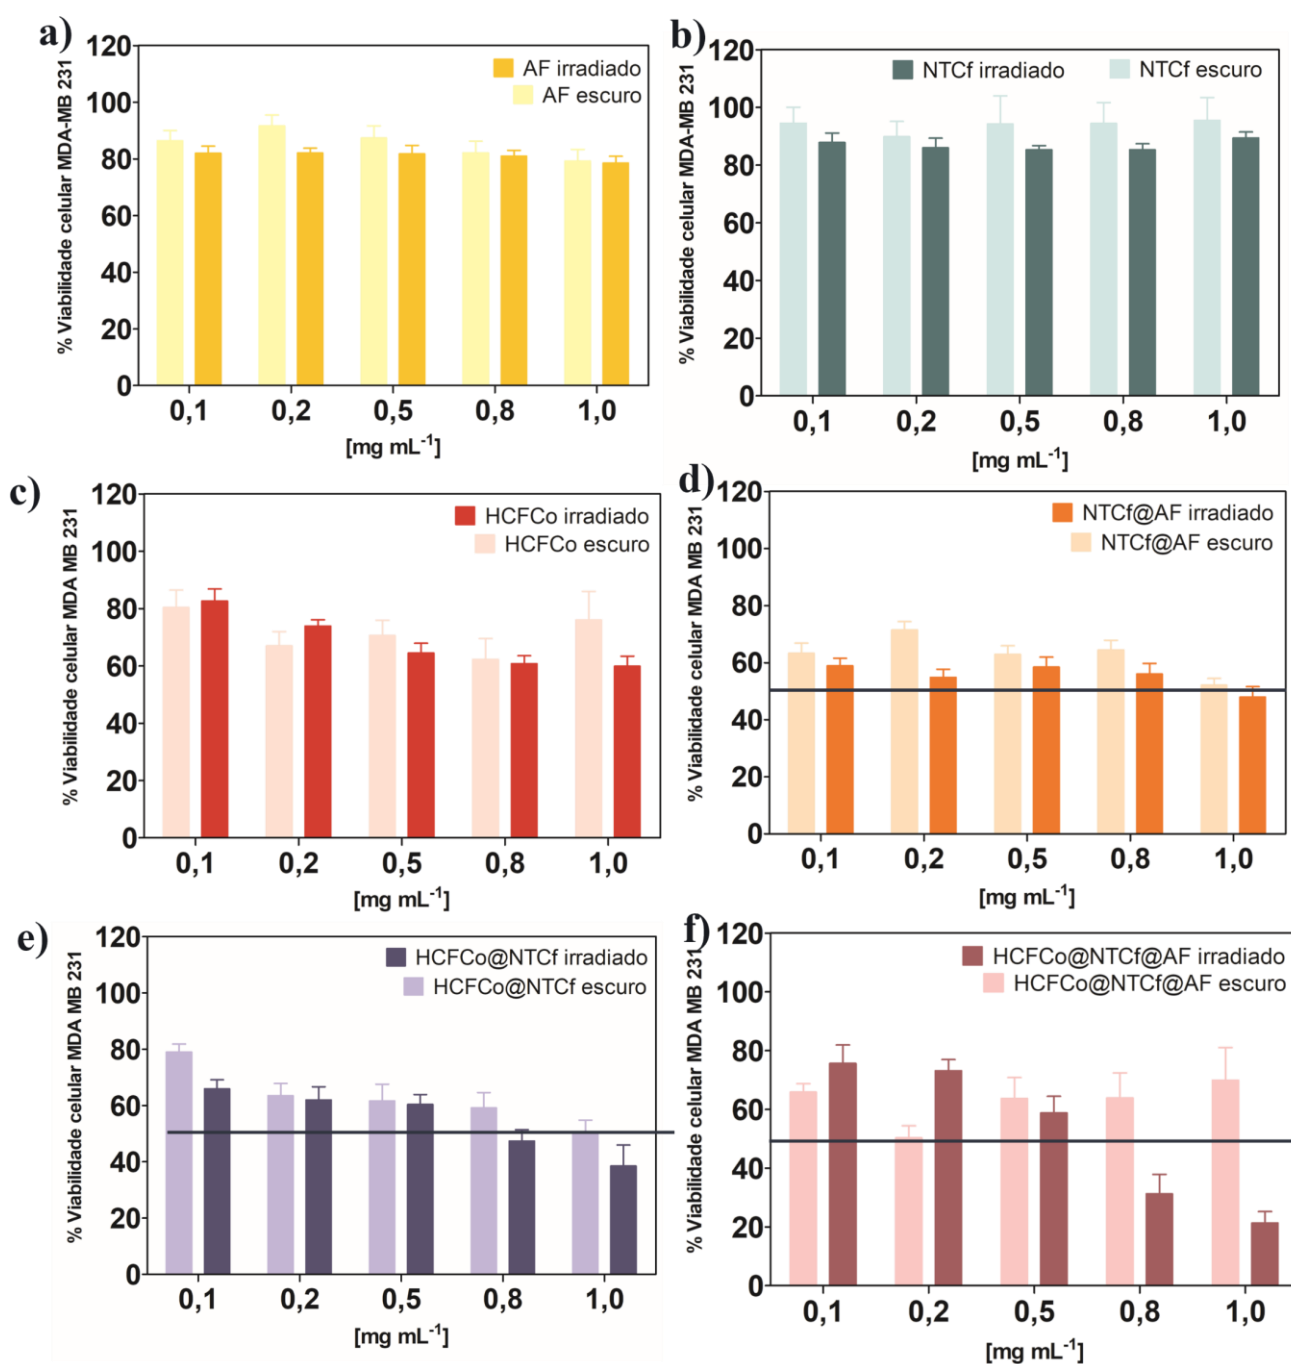 a)
% Viabilidade celular MDA-MB 231
120
100
80
60
40
20
0
AF irradiado
AF escuro
0,1 0,2 0,5 0,8 1,0
[mg mL⁻¹]
b)
% Viabilidade celular MDA-MB 231
120
100
80
60
40
20
0
NTCf irradiado NTCf escuro
0,1 0,2 0,5 0,8 1,0
[mg mL⁻¹]
c)
% Viabilidade celular MDA MB 231
120
100
80
60
40
20
0
HCFCo irradiado
HCFCo escuro
0,1 0,2 0,5 0,8 1,0
[mg mL⁻¹]
d)
% Viabilidade celular MDA MB 231
120
100
80
60
40
20
0
NTCf@AF irradiado
NTCf@AF escuro
0,1 0,2 0,5 0,8 1,0
[mg mL⁻¹]
e)
% Viabilidade celular MDA MB 231
120
100
80
60
40
20
0
HCFCo@NTCf irradiado
HCFCo@NTCf escuro
0,1 0,2 0,5 0,8 1,0
[mg mL⁻¹]
f)
% Viabilidade celular MDA MB 231
120
100
80
60
40
20
0
HCFCo@NTCf@AF irradiado
HCFCo@NTCf@AF escuro
0,1 0,2 0,5 0,8 1,0
[mg mL⁻¹]